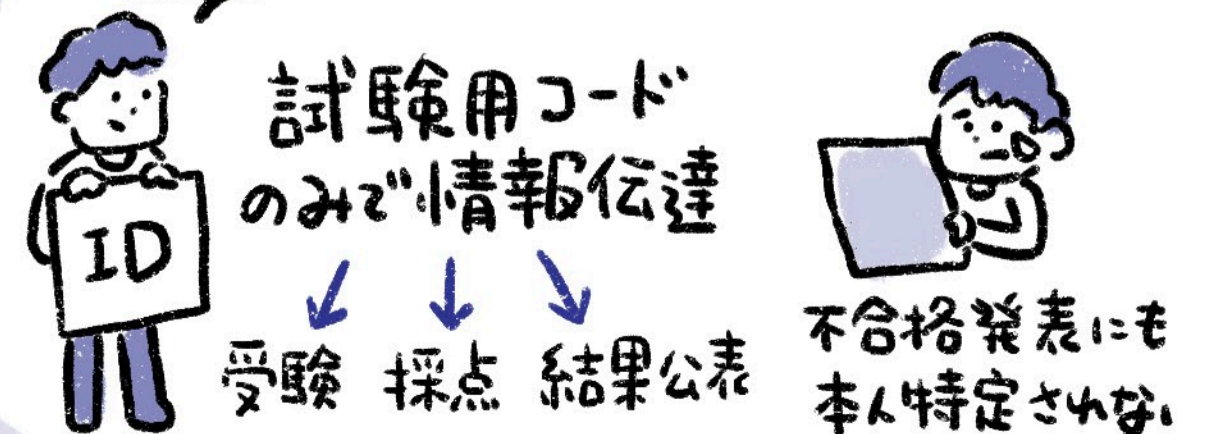 ID
試験用コード
のみで情報伝達
受験 採点 結果公表
不合格発表にも
本人特定されない